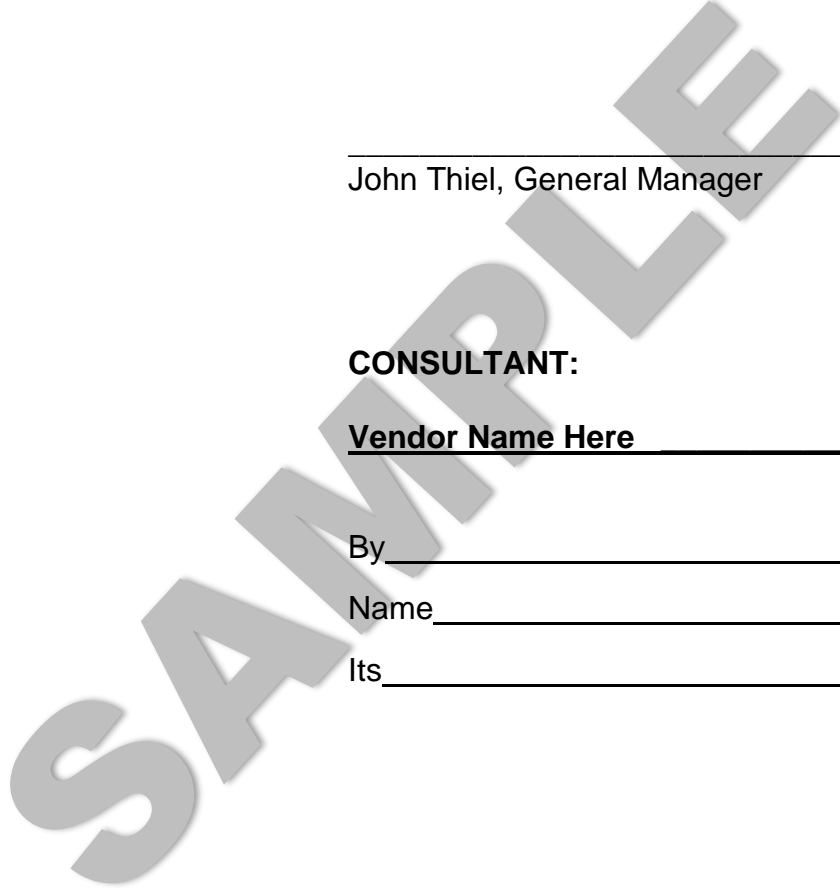 John Thiel, General Manager
CONSULTANT:
Vendor Name Here
By
Name
Its
SAMPLE